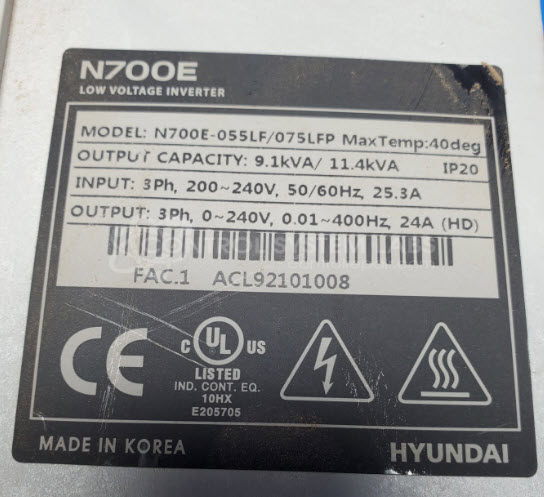 N700E
LOW VOLTAGE INVERTER
MODEL: N700E-055LF/075LFP MaxTemp:40deg
OUTPUT CAPACITY: 9.1kVA/ 11.4kVA IP20
INPUT: 3Ph, 200~240V, 50/60Hz, 25.3A
OUTPUT: 3Ph, 0~240V, 0.01~400Hz, 24A (HD)
FAC.1 ACL92101008
CE
C UL US
LISTED
IND. CONT. EQ.
10HX
E205705
MADE IN KOREA HYUNDAI